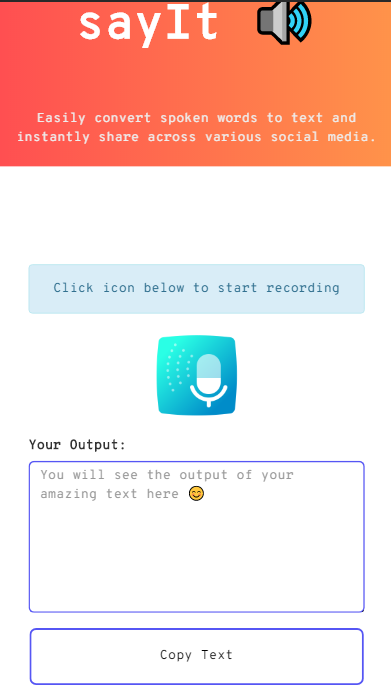 sayIt
Easily convert spoken words to text and
instantly share across various social media.
Click icon below to start recording
Your Output:
You will see the output of your
amazing text here 😊
Copy Text